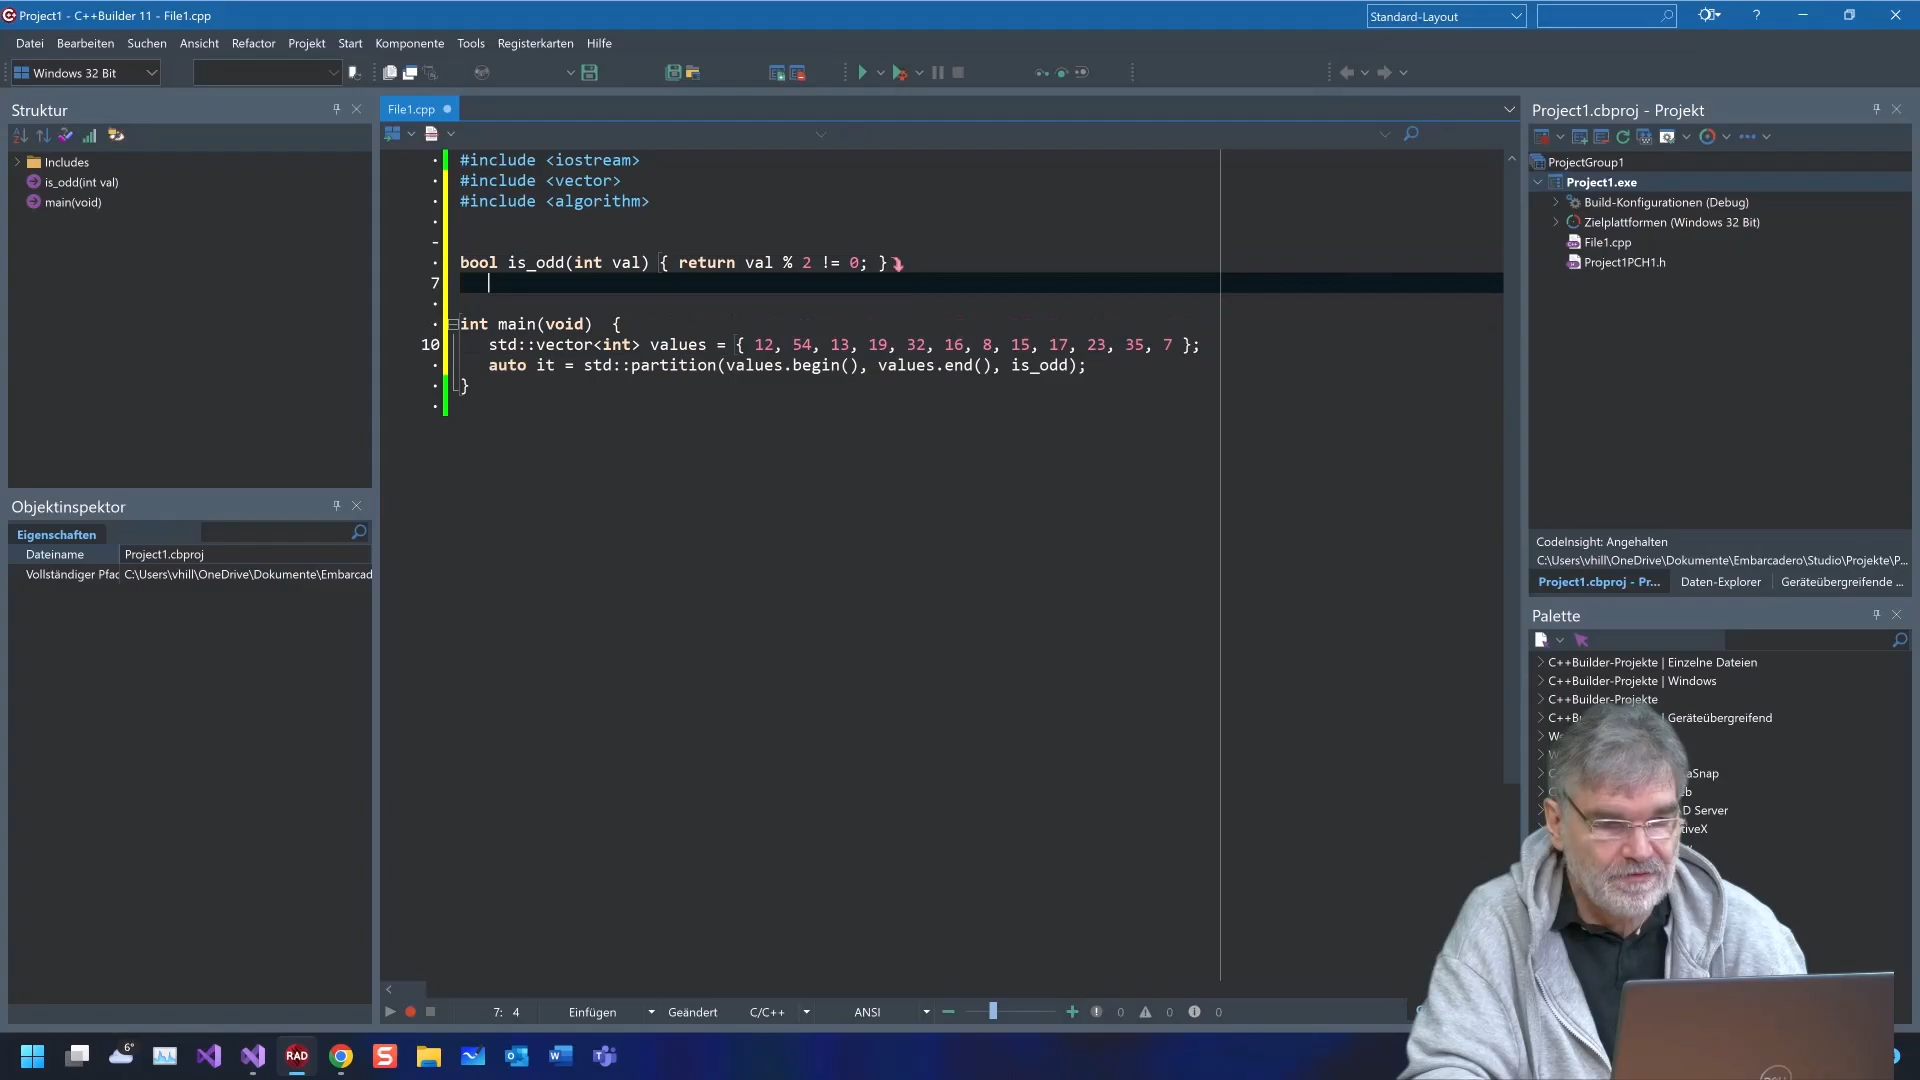 Project1 - C++Builder 11 - File1.cpp
Standard-Layout
?
Datei Bearbeiten Suchen Ansicht Refactor Projekt Start Komponente Tools Registerkarten Hilfe
Windows 32 Bit
Struktur
Includes
is_odd(int val)
main(void)
Objektinspektor
Eigenschaften
Dateiname Project1.cbproj
Vollständiger Pfad C:\Users\vhill\OneDrive\Dokumente\Embarcad
File1.cpp
#include <iostream>
#include <vector>
#include <algorithm>
bool is_odd(int val) { return val % 2 != 0; }
7
int main(void)  {
10 std::vector<int> values = { 12, 54, 13, 19, 32, 16, 8, 15, 17, 23, 35, 7 };
auto it = std::partition(values.begin(), values.end(), is_odd);
}
7: 4 Einfügen Geändert C/C++ ANSI 0 0 0
Project1.cbproj - Projekt
ProjectGroup1
Project1.exe
Build-Konfigurationen (Debug)
Zielplattformen (Windows 32 Bit)
File1.cpp
Project1PCH1.h
CodeInsight: Angehalten
C:\Users\vhill\OneDrive\Dokumente\Embarcadero\Studio\Projekte\P...
Project1.cbproj - Pr... Daten-Explorer Geräteübergreifende ...
Palette
C++Builder-Projekte | Einzelne Dateien
C++Builder-Projekte | Windows
C++Builder-Projekte
C++Bu Geräteübergreifend
We
aSnap
eb
D Server
tiveX
6°
RAD